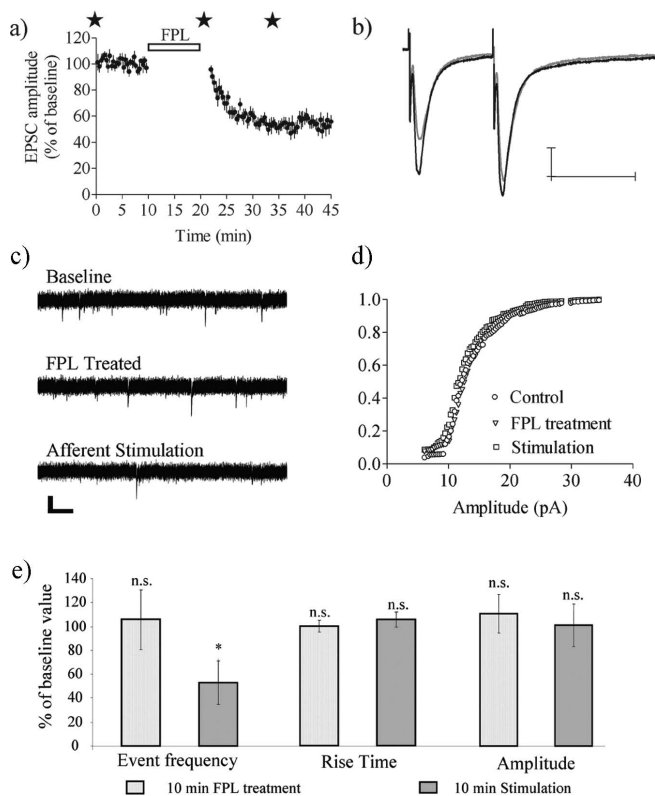 a)
★ ★ ★
FPL
EPSC amplitude
(% of baseline)
120
100
80
60
40
20
0
0 5 10 15 20 25 30 35 40 45
Time (min)
b)
c)
Baseline
FPL Treated
Afferent Stimulation
d)
1.0
0.8
0.6
0.4
0.2
0.0
0 10 20 30 40
Control
FPL treatment
Stimulation
Amplitude (pA)
e)
% of baseline value
140
120
100
80
60
40
20
0
n.s. * n.s. n.s. n.s. n.s.
Event frequency Rise Time Amplitude
10 min FPL treatment 10 min Stimulation